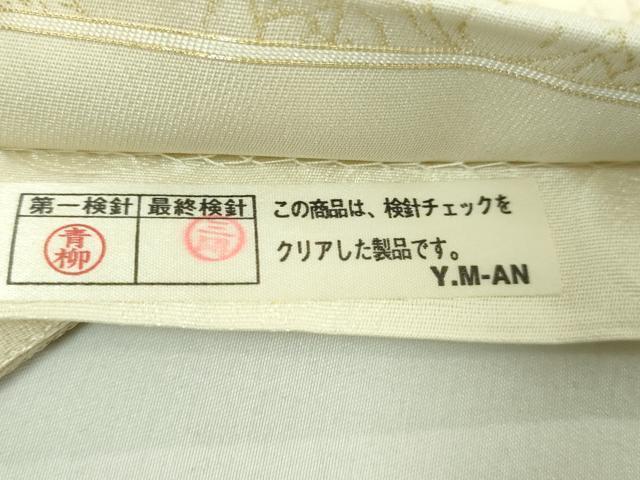 第一検針 最終検針
青柳
この商品は、検針チェックを
クリアした製品です。
Y.M-AN